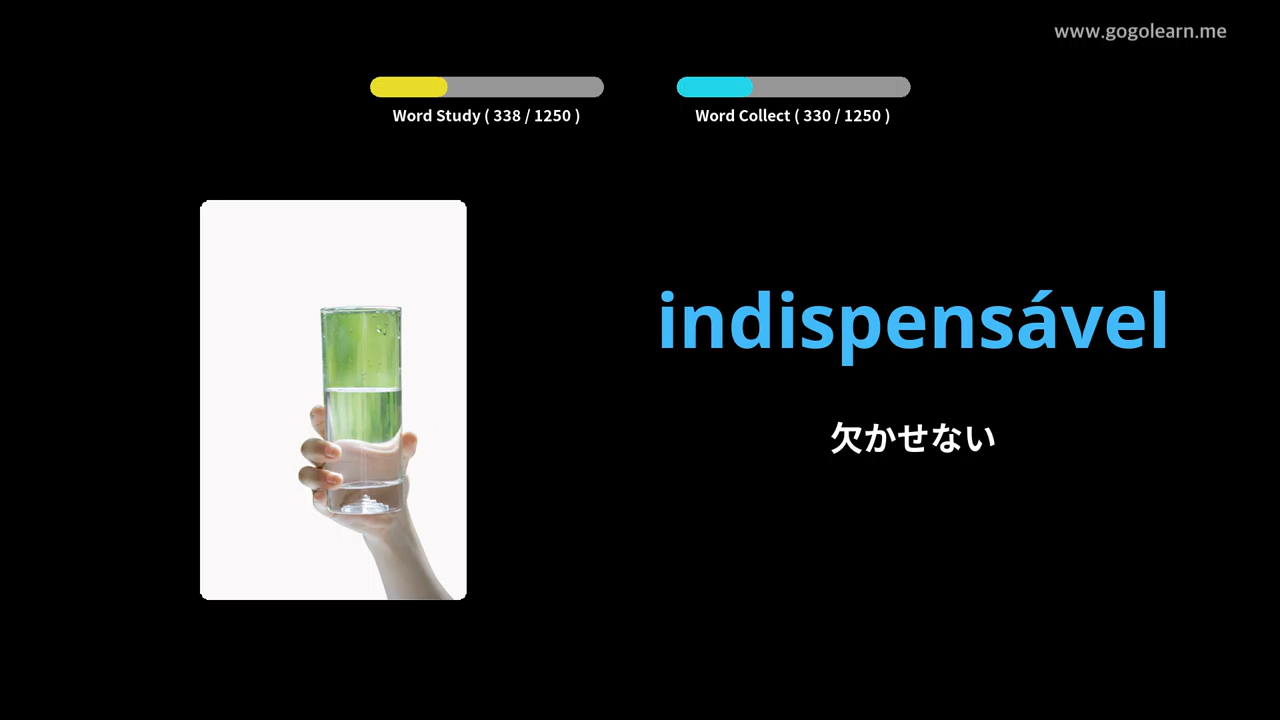 www.gogolearn.me
Word Study ( 338 / 1250 )
Word Collect ( 330 / 1250 )
indispensável
欠かせない